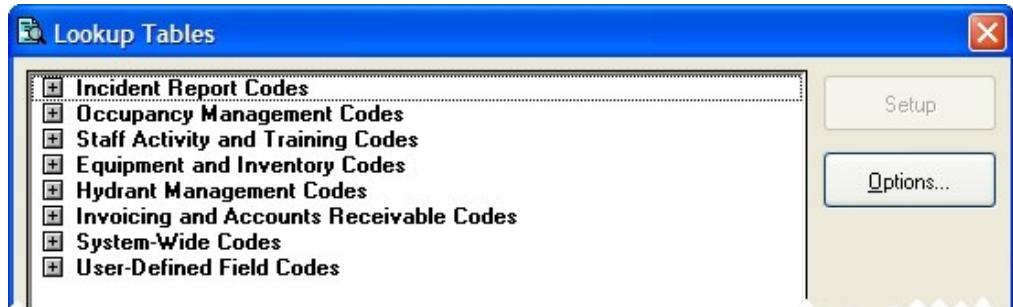 Lookup Tables
Incident Report Codes
Occupancy Management Codes
Staff Activity and Training Codes
Equipment and Inventory Codes
Hydrant Management Codes
Invoicing and Accounts Receivable Codes
System-Wide Codes
User-Defined Field Codes
Setup
Options...